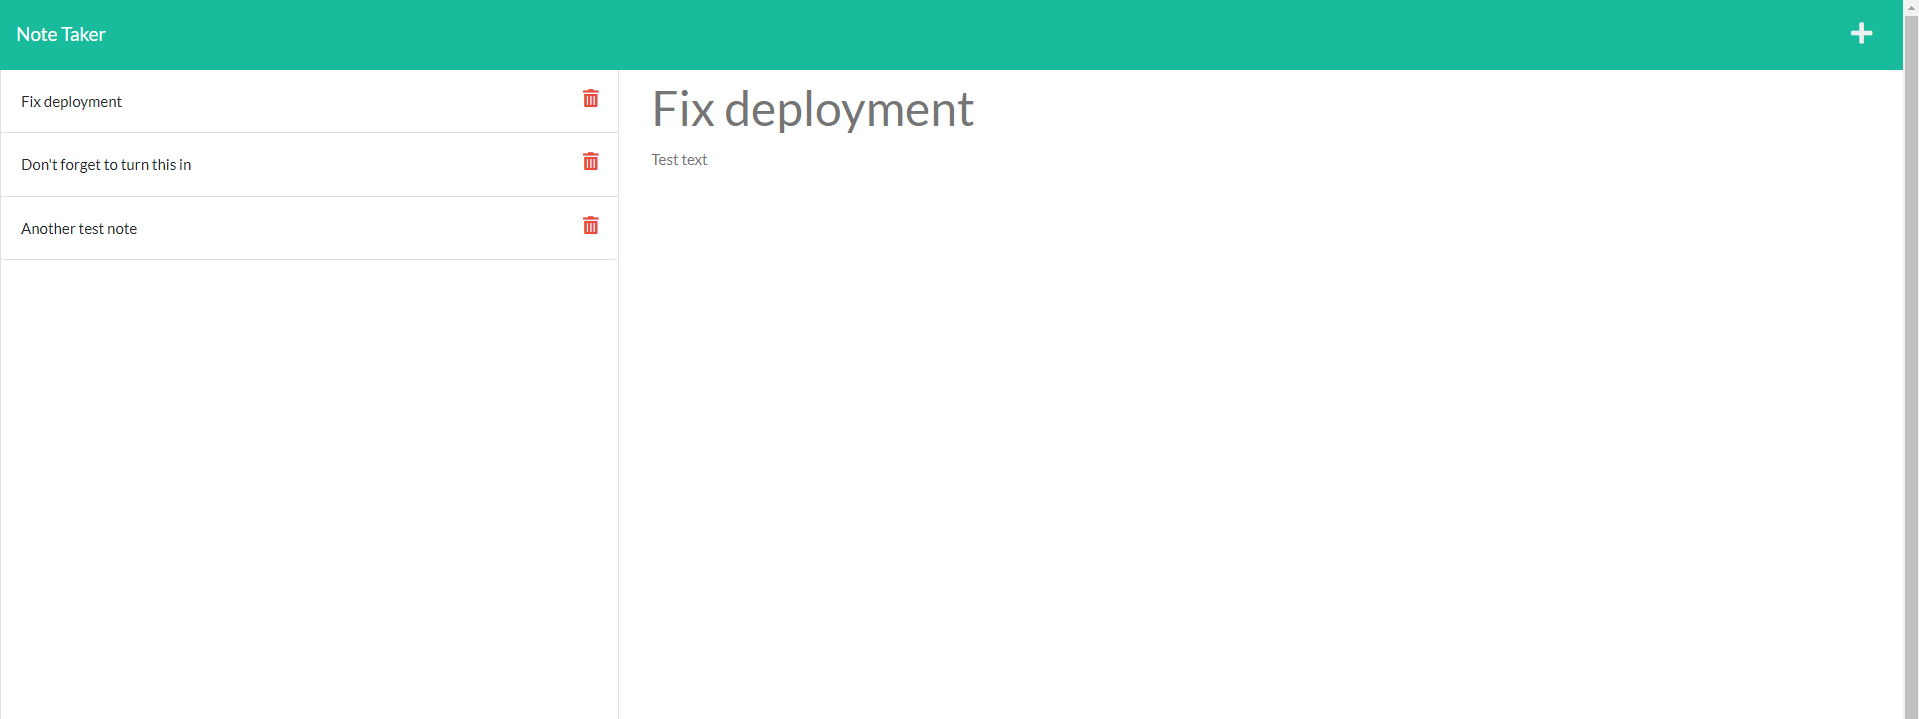 Note Taker
Fix deployment
Don't forget to turn this in
Another test note
Fix deployment
Test text